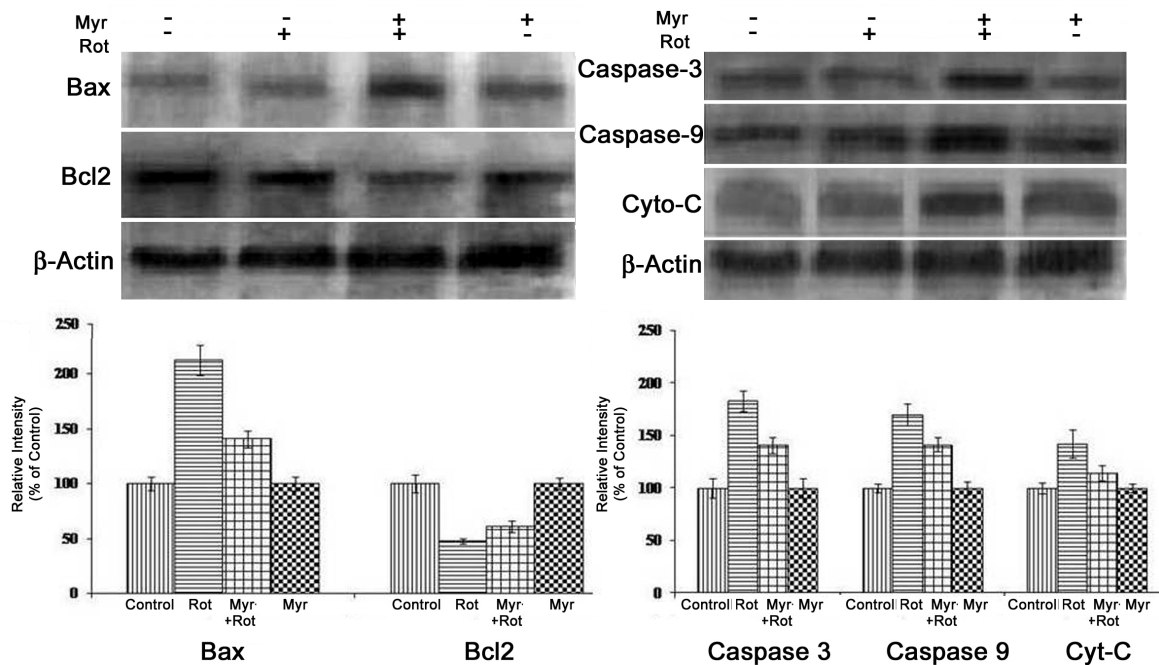 Myr - - + +
Rot - + + -
Bax
Bcl2
β-Actin
Myr - - + +
Rot - + + -
Caspase-3
Caspase-9
Cyto-C
β-Actin
Relative Intensity
(% of Control)
250
200
150
100
50
0
Control Rot Myr Myr Control Rot Myr Myr
+Rot +Rot
Bax Bcl2
Relative Intensity
(% of Control)
250
200
150
100
50
0
Control Rot Myr Myr Control Rot Myr Myr Control Rot Myr Myr
+Rot +Rot +Rot
Caspase 3 Caspase 9 Cyt-C